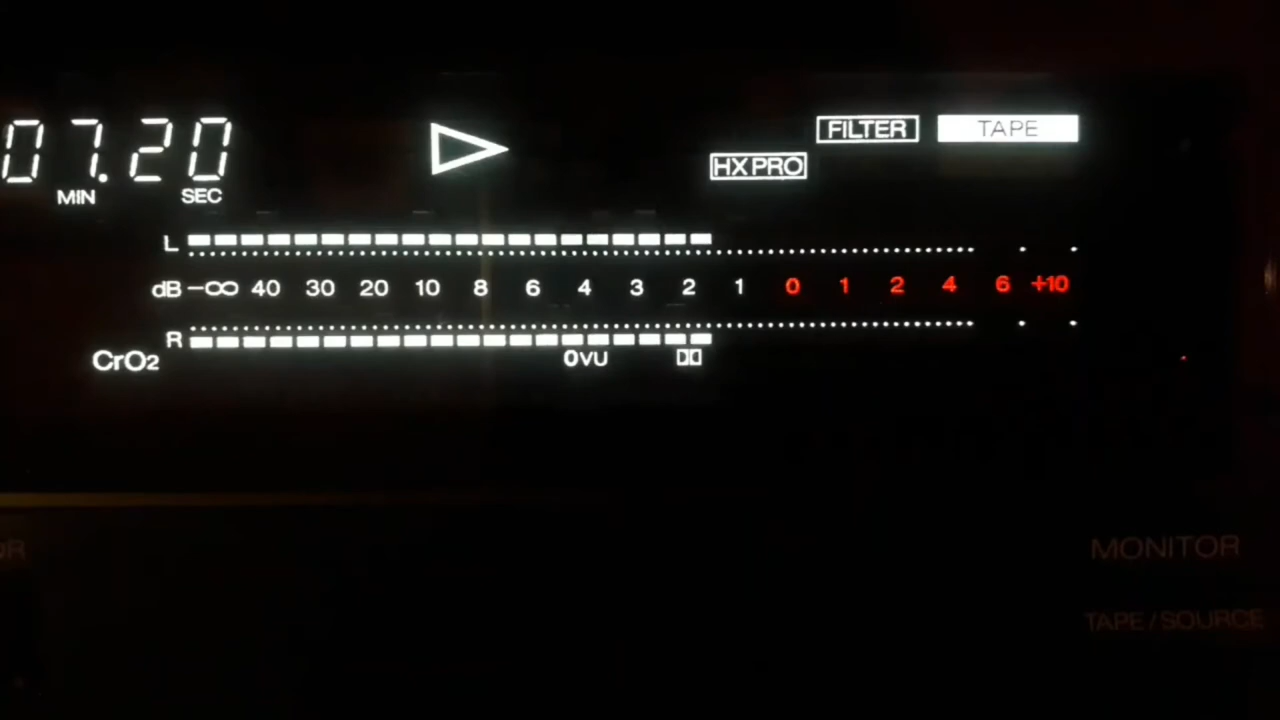 07.20
MIN SEC
FILTER TAPE
HX PRO
L
dB -∞ 40 30 20 10 8 6 4 3 2 1 0 1 2 4 6 +10
R
CrO2 0VU
MONITOR
TAPE/SOURCE